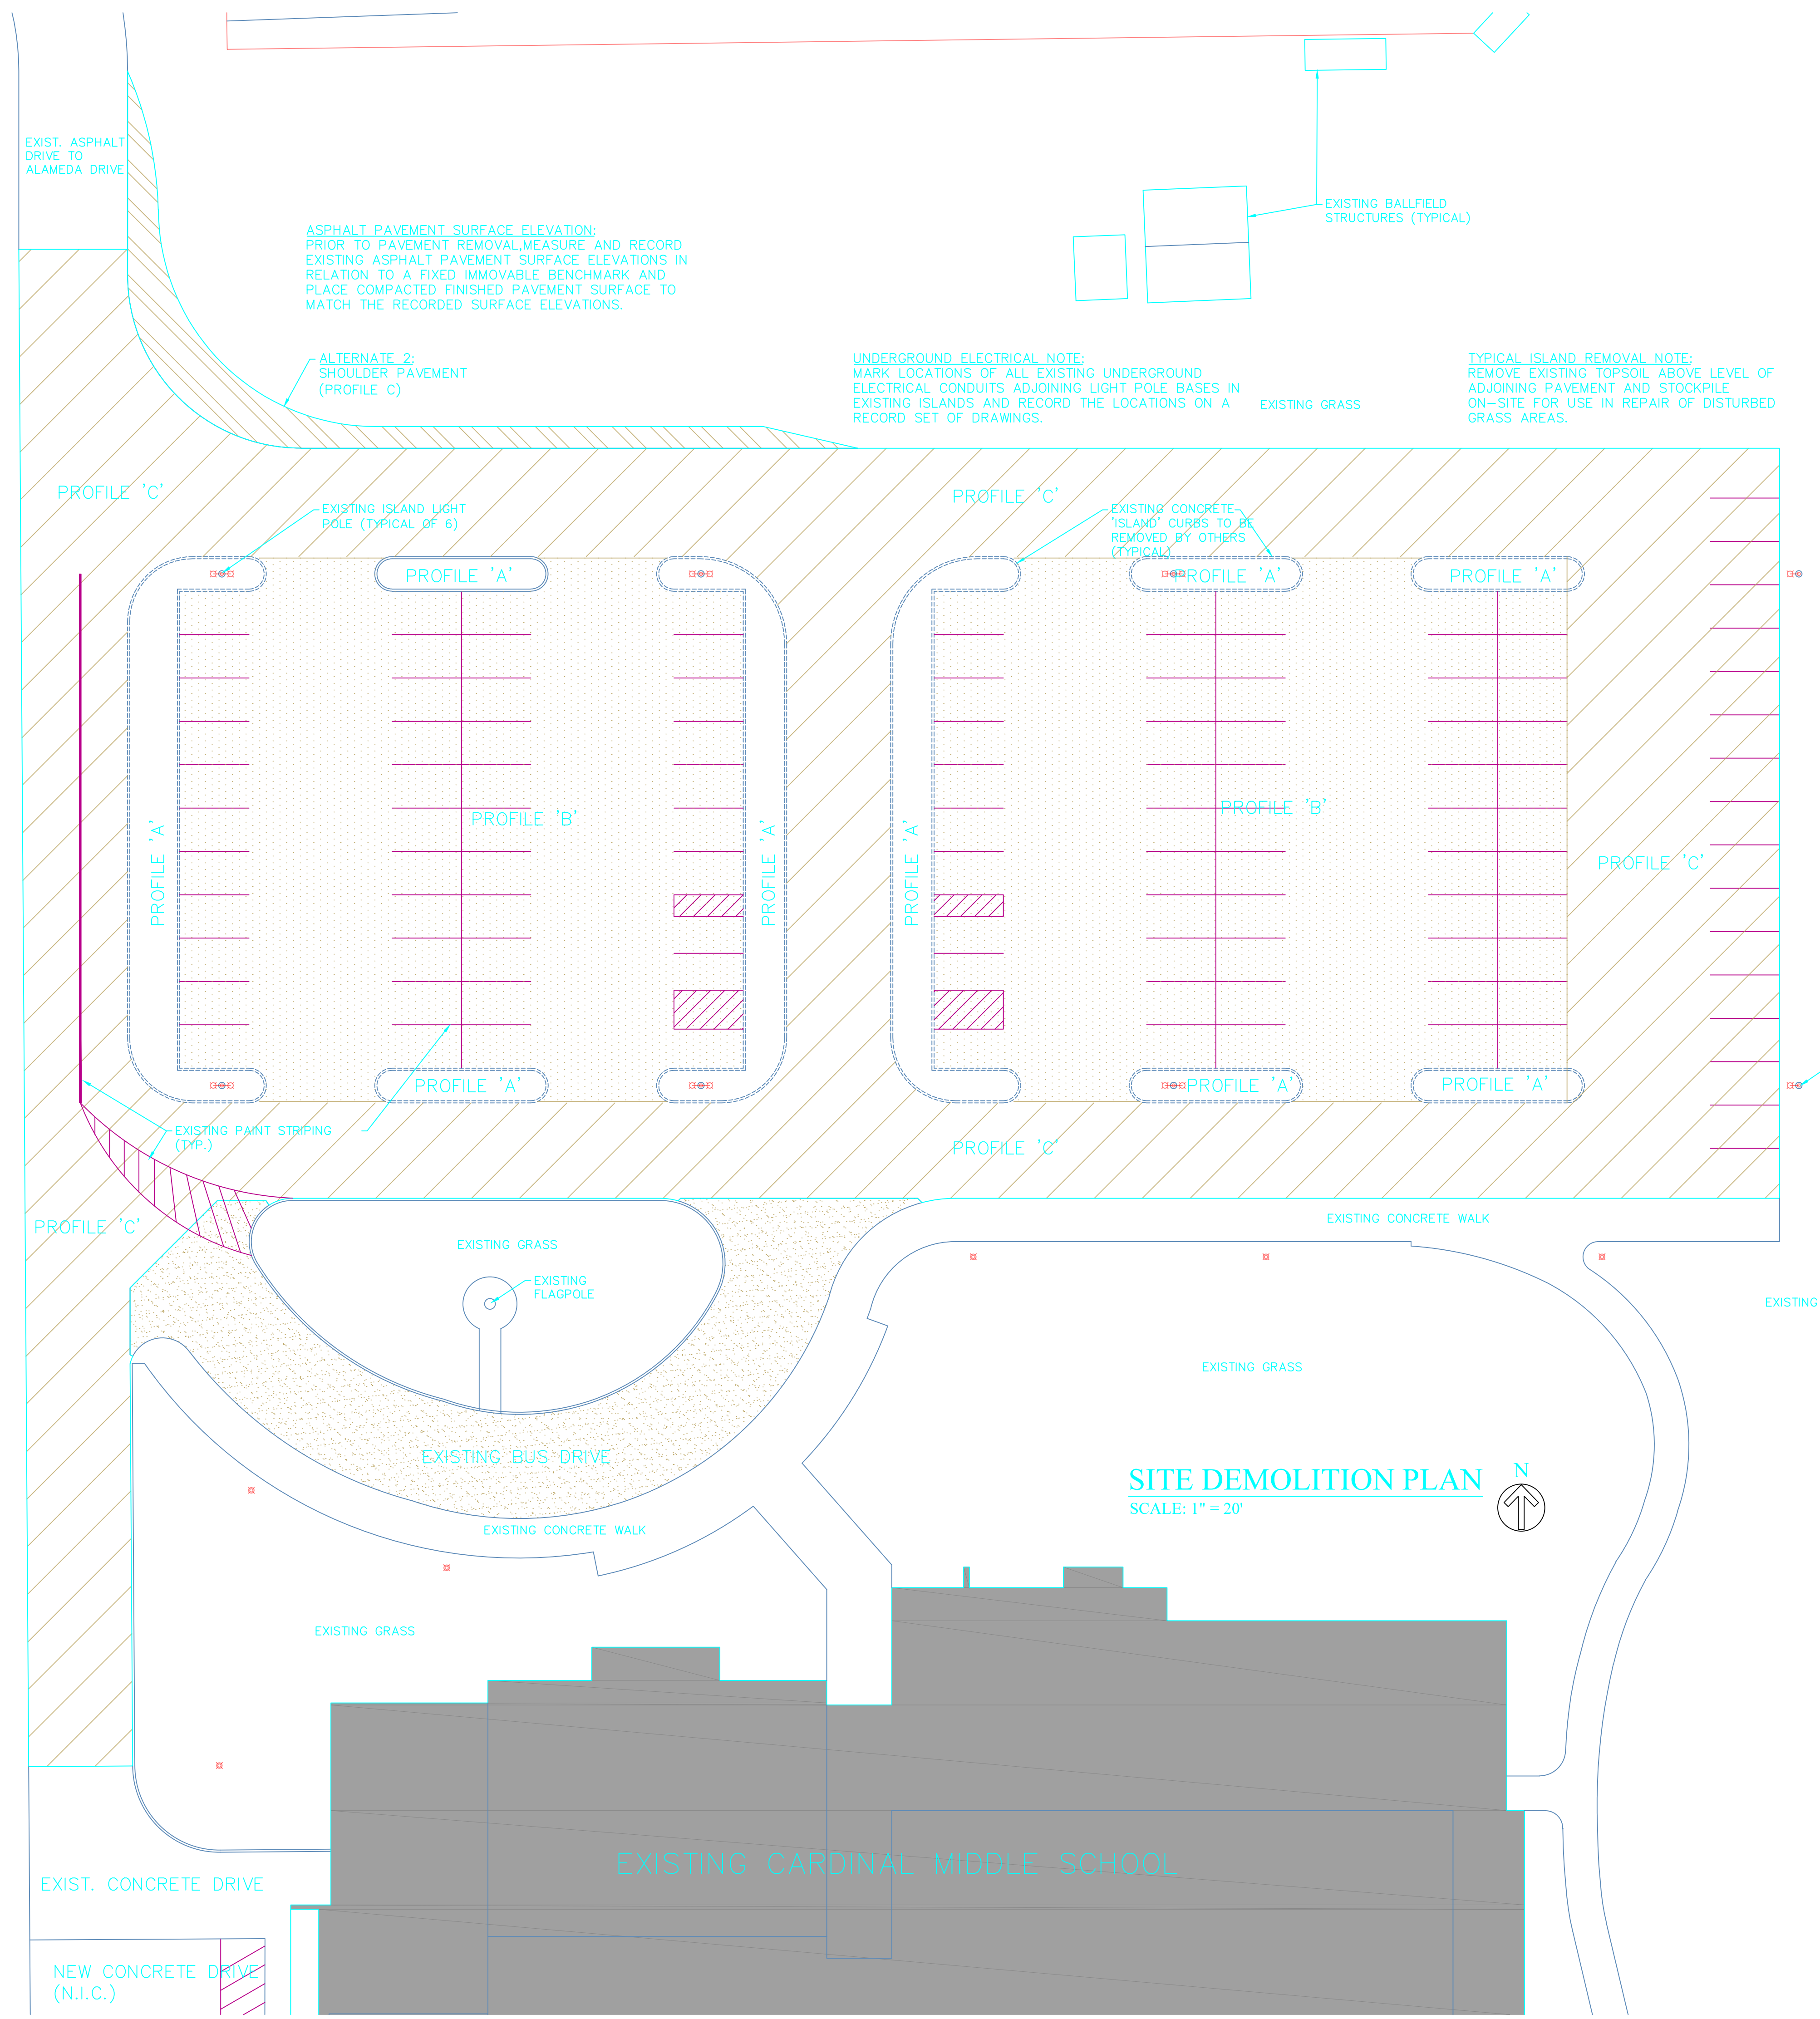 EXIST. ASPHALT
DRIVE TO
ALAMEDA DRIVE
EXISTING BALLFIELD
STRUCTURES (TYPICAL)
ASPHALT PAVEMENT SURFACE ELEVATION:
PRIOR TO PAVEMENT REMOVAL,MEASURE AND RECORD
EXISTING ASPHALT PAVEMENT SURFACE ELEVATIONS IN
RELATION TO A FIXED IMMOVABLE BENCHMARK AND
PLACE COMPACTED FINISHED PAVEMENT SURFACE TO
MATCH THE RECORDED SURFACE ELEVATIONS.
ALTERNATE 2:
SHOULDER PAVEMENT
(PROFILE C)
UNDERGROUND ELECTRICAL NOTE:
MARK LOCATIONS OF ALL EXISTING UNDERGROUND
ELECTRICAL CONDUITS ADJOINING LIGHT POLE BASES IN
EXISTING ISLANDS AND RECORD THE LOCATIONS ON A
RECORD SET OF DRAWINGS.
EXISTING GRASS
TYPICAL ISLAND REMOVAL NOTE:
REMOVE EXISTING TOPSOIL ABOVE LEVEL OF
ADJOINING PAVEMENT AND STOCKPILE
ON-SITE FOR USE IN REPAIR OF DISTURBED
GRASS AREAS.
PROFILE 'C'
PROFILE 'C'
EXISTING ISLAND LIGHT
POLE (TYPICAL OF 6)
EXISTING CONCRETE
'ISLAND' CURBS TO BE
REMOVED BY OTHERS
(TYPICAL)
PROFILE 'A'
PROFILE 'A'
PROFILE 'A'
PROFILE 'A'
PROFILE 'B'
PROFILE 'A'
PROFILE 'A'
PROFILE 'B'
PROFILE 'C'
PROFILE 'A'
PROFILE 'A'
PROFILE 'A'
EXISTING PAINT STRIPING
(TYP.)
PROFILE 'C'
PROFILE 'C'
EXISTING CONCRETE WALK
EXISTING GRASS
EXISTING
FLAGPOLE
EXISTING
EXISTING GRASS
EXISTING BUS DRIVE
SITE DEMOLITION PLAN
SCALE: 1" = 20'
N
EXISTING CONCRETE WALK
EXISTING GRASS
EXISTING CARDINAL MIDDLE SCHOOL
EXIST. CONCRETE DRIVE
NEW CONCRETE DRIVE
(N.I.C.)